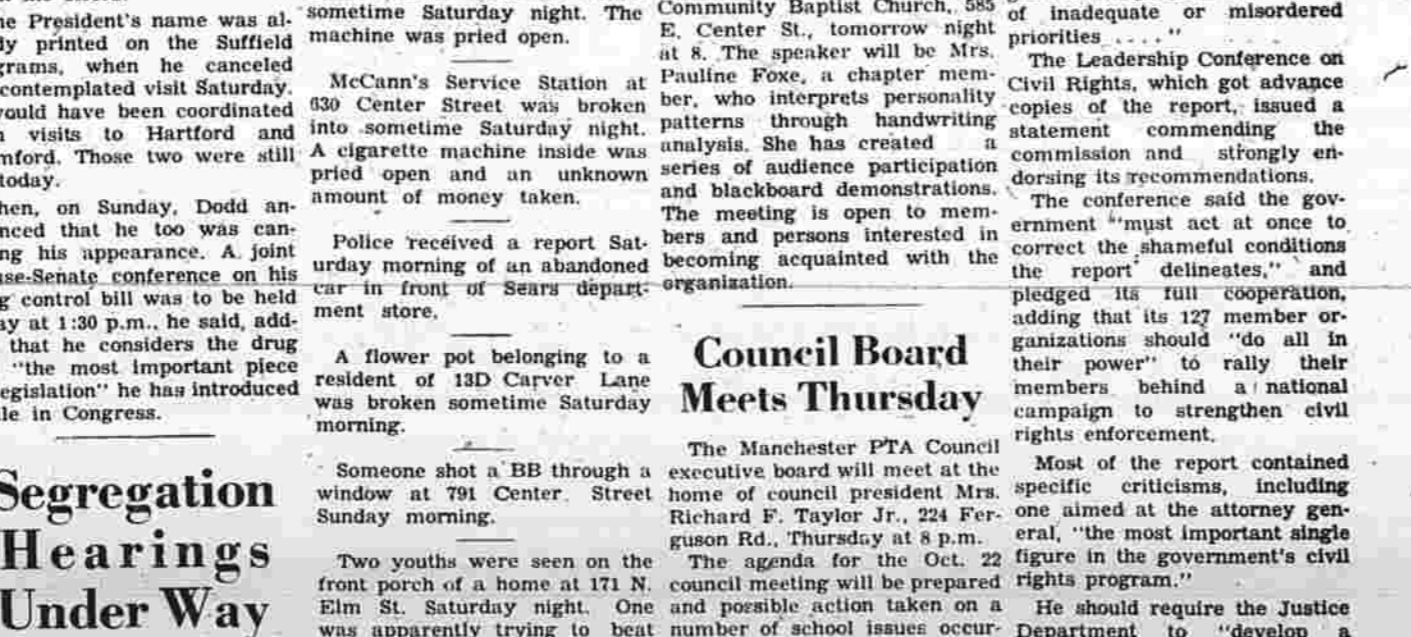 he President's name was al-
dy printed on the Suffield
grams, when he canceled
contemplated visit Saturday.
would have been coordinated
visits to Hartford and
mford. Those two were still
today.
hen, on Sunday, Dodd an-
nced that he too was can-
ng his appearance. A joint
use-Senate conference on his
g control bill was to be held
ay at 1:30 p.m., he said, add-
that he considers the drug
"the most important piece
egislation" he has introduced
le in Congress.
Segregation
Hearings
Under Way
sometime Saturday night. The
machine was pried open.
McCann's Service Station at
630 Center Street was broken
into sometime Saturday night.
A cigarette machine inside was
pried open and an unknown
amount of money taken.
Police received a report Sat-
urday morning of an abandoned
car in front of Sears depart-
ment store.
A flower pot belonging to a
resident of 13D Carver Lane
was broken sometime Saturday
morning.
Someone shot a BB through a
window at 791 Center Street
Sunday morning.
Two youths were seen on the
front porch of a home at 171 N.
Elm St. Saturday night. One
was apparently trying to beat
Community Baptist Church, 585
E. Center St., tomorrow night
at 8. The speaker will be Mrs.
Pauline Foxe, a chapter mem-
ber, who interprets personality
patterns through handwriting
analysis. She has created a
series of audience participation
and blackboard demonstrations.
The meeting is open to mem-
bers and persons interested in
becoming acquainted with the
organization.
Council Board
Meets Thursday
The Manchester PTA Council
executive board will meet at the
home of council president Mrs.
Richard F. Taylor Jr., 224 Fer-
guson Rd., Thursday at 8 p.m.
The agenda for the Oct. 22
council meeting will be prepared
and possible action taken on a
number of school issues occur-
of inadequate or misordered
priorities . . . ."
The Leadership Conference on
Civil Rights, which got advance
copies of the report, issued a
statement commending the
commission and strongly en-
dorsing its recommendations.
The conference said the gov-
ernment "must act at once to
correct the shameful conditions
the report delineates," and
pledged its full cooperation,
adding that its 127 member or-
ganizations should "do all in
their power" to rally their
members behind a national
campaign to strengthen civil
rights enforcement.
Most of the report contained
specific criticisms, including
one aimed at the attorney gen-
eral, "the most important single
figure in the government's civil
rights program."
He should require the Justice
Department to "develop a